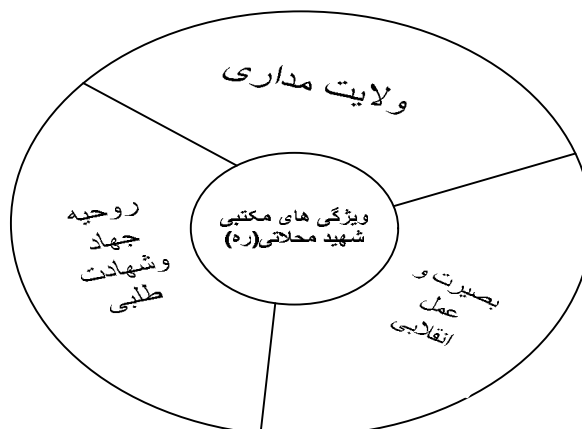 ولایت مداری
ویژگی های مکتبی
شهید محلاتی(ره)
روحیه
جهاد
وشهادت
طلبی
بصیرت و
عمل
انقلابی